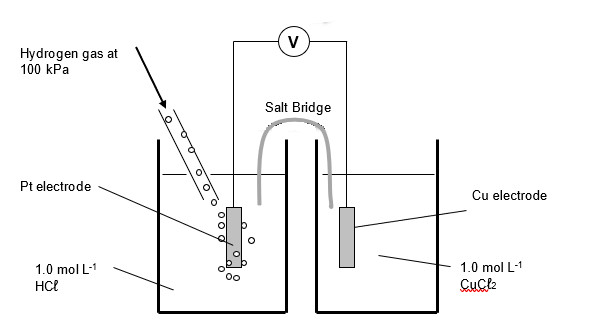 Hydrogen gas at
100 kPa
V
Salt Bridge
Pt electrode
Cu electrode
1.0 mol L⁻¹
HCℓ
1.0 mol L⁻¹
CuCℓ2